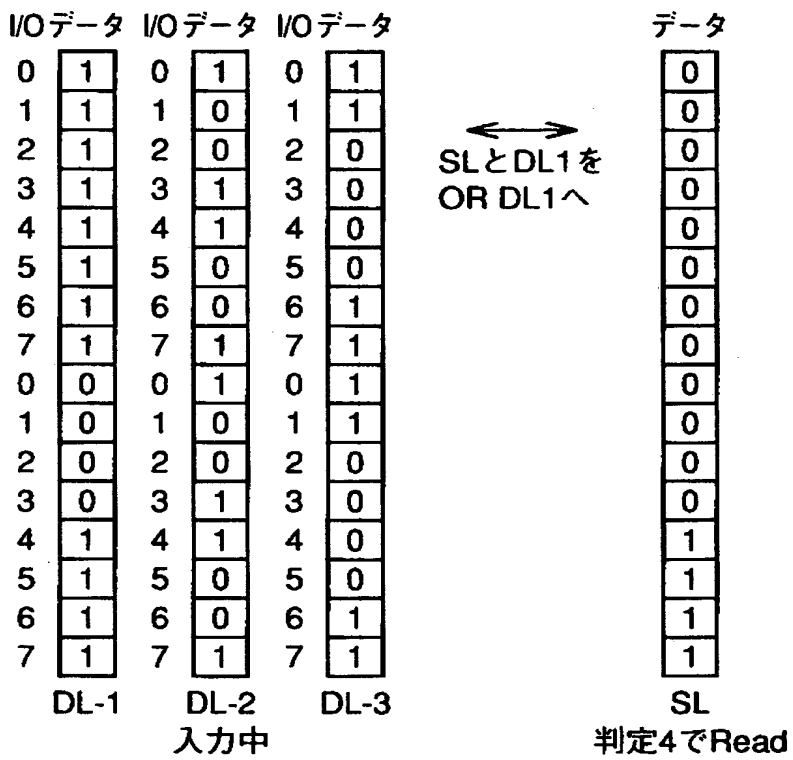 I/Oデータ I/Oデータ I/Oデータ データ
0 1 0 1 0 1 0
1 1 1 0 1 1 0
2 1 2 0 2 0 0
SLとDL1を
3 1 3 1 3 0 0
OR DL1へ
4 1 4 1 4 0 0
5 1 5 0 5 0 0
6 1 6 0 6 1 0
7 1 7 1 7 1 0
0 0 0 1 0 1 0
1 0 1 0 1 1 0
2 0 2 0 2 0 0
3 0 3 1 3 0 0
4 1 4 1 4 0 1
5 1 5 0 5 0 1
6 1 6 0 6 1 1
7 1 7 1 7 1 1
DL-1 DL-2 DL-3 SL
入力中 判定4でRead